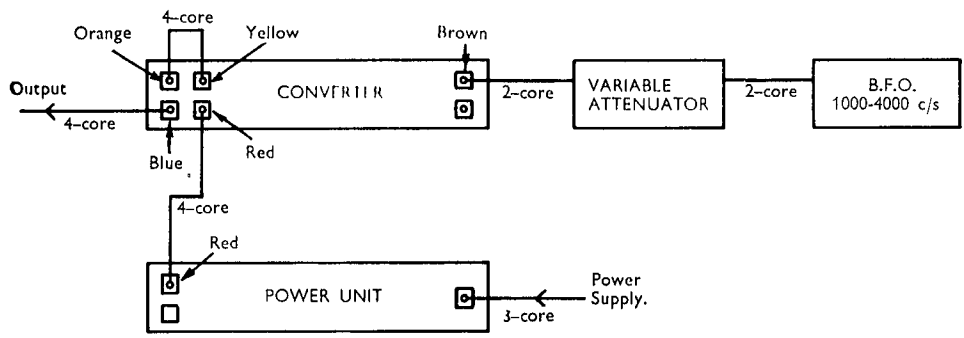 4-core
Orange
Yellow
Brown
Output
CONVERTER
2-core
VARIABLE
ATTENUATOR
2-core
B.F.O.
1000-4000 c/s
4-core
Blue
Red
4-core
Red
POWER UNIT
Power
Supply.
3-core